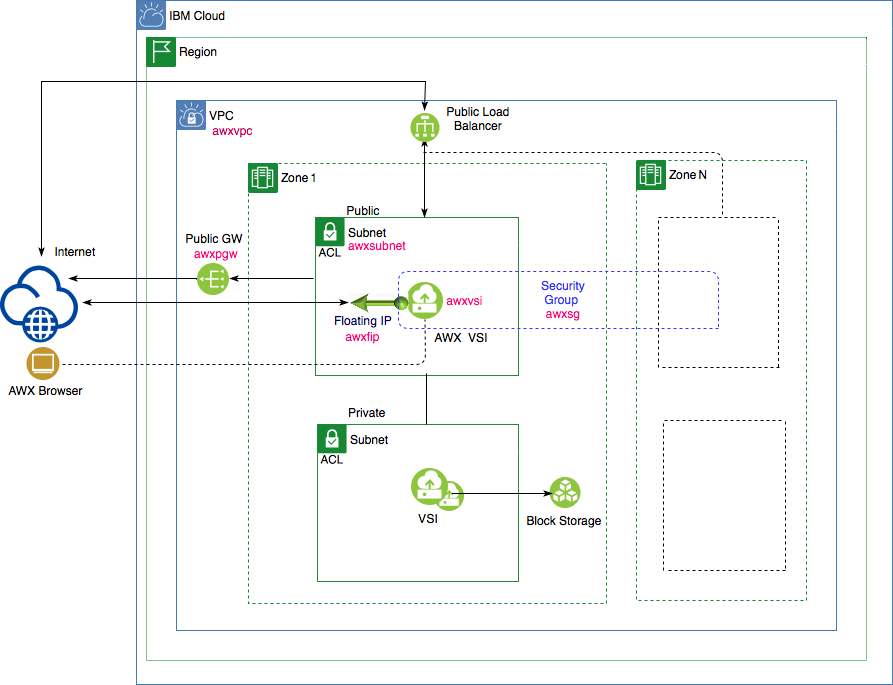 IBM Cloud
Region
VPC
awxvpc
Public Load
Balancer
Zone 1
Zone N
Public
Subnet
awxsubnet
ACL
Internet
Public GW
awxpgw
Security
Group
awxsg
awxvsi
Floating IP
awxfip
AWX VSI
AWX Browser
Private
Subnet
ACL
VSI
Block Storage